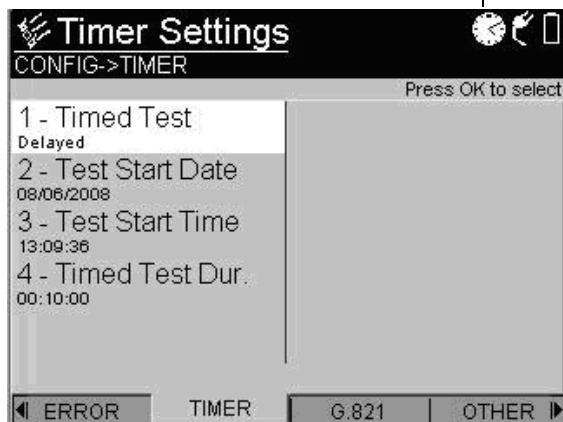 Timer Settings
CONFIG->TIMER
Press OK to select
1 - Timed Test
Delayed
2 - Test Start Date
08/06/2008
3 - Test Start Time
13:09:36
4 - Timed Test Dur.
00:10:00
ERROR TIMER G.821 OTHER